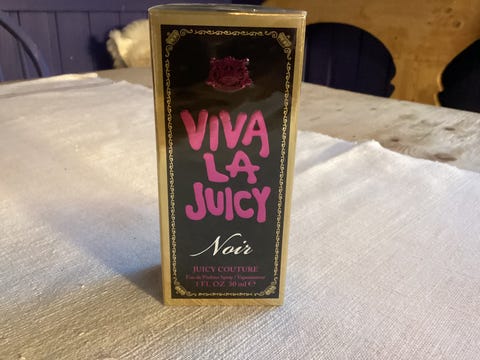 VIVA
LA
JUICY
Noir
JUICY COUTURE
Eau de Parfum Spray / Vaporisateur
1 FL. OZ 30 ml ℮